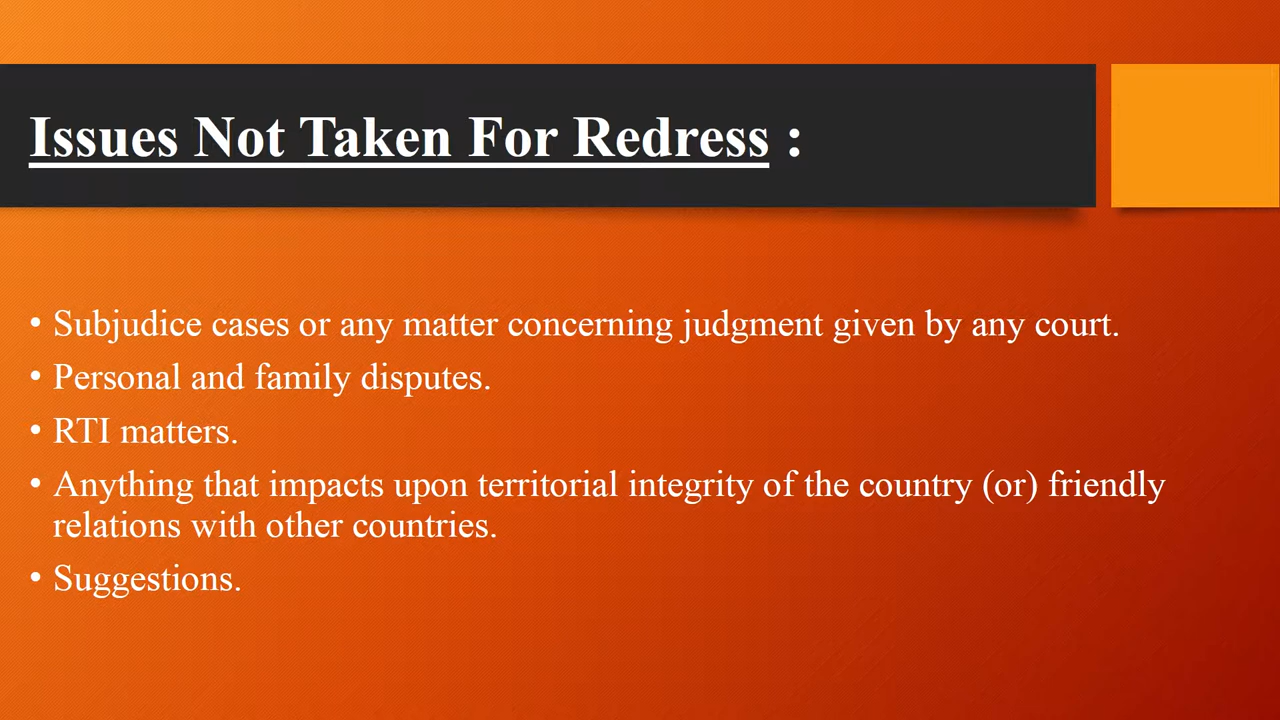 Issues Not Taken For Redress :
• Subjudice cases or any matter concerning judgment given by any court.
• Personal and family disputes.
• RTI matters.
• Anything that impacts upon territorial integrity of the country (or) friendly
relations with other countries.
• Suggestions.